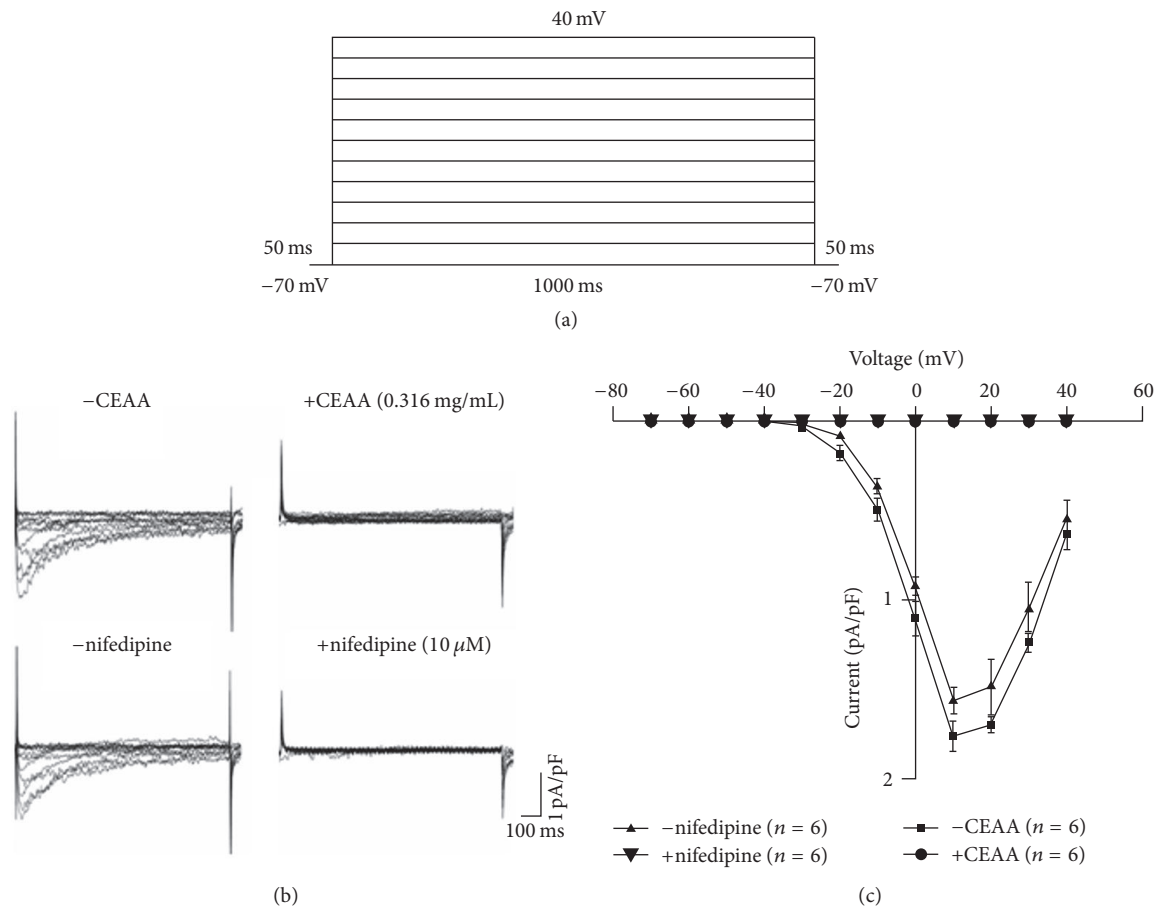 40 mV
50 ms
50 ms
−70 mV
1000 ms
−70 mV
(a)
−CEAA
+CEAA (0.316 mg/mL)
−nifedipine
+nifedipine (10 μM)
1 pA/pF
100 ms
(b)
Voltage (mV)
−80
−60
−40
−20
0
20
40
60
1
2
Current (pA/pF)
−nifedipine (n = 6)
+nifedipine (n = 6)
−CEAA (n = 6)
+CEAA (n = 6)
(c)